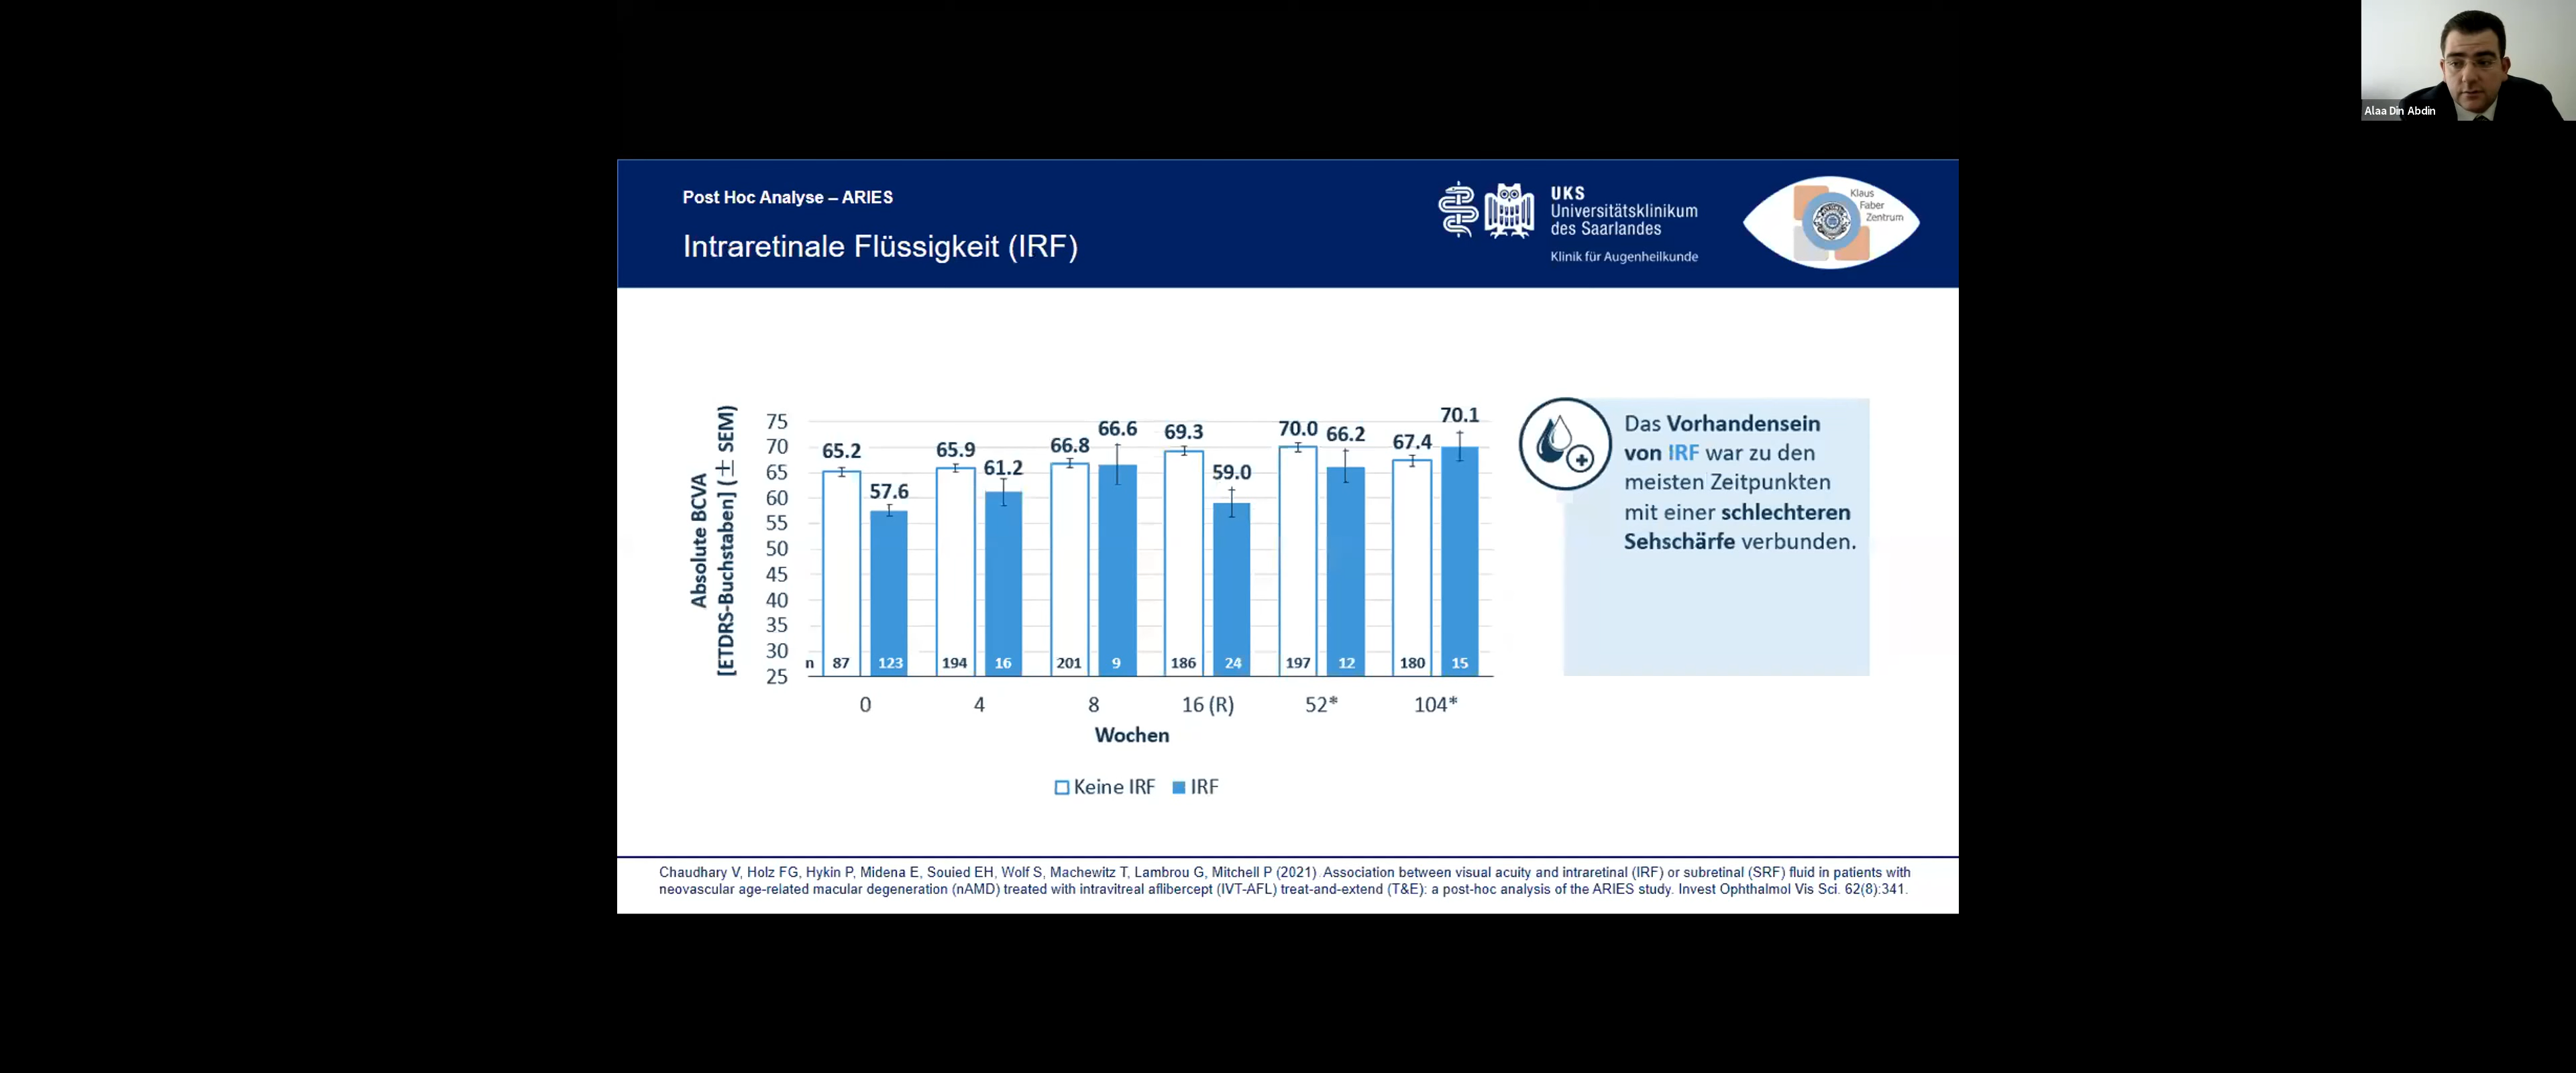 Alaa Din Abdin
Post Hoc Analyse – ARIES
Intraretinale Flüssigkeit (IRF)
UKS
Universitätsklinikum
des Saarlandes
Klinik für Augenheilkunde
Klaus
Faber
Zentrum
Absolute BCVA
[ETDRS-Buchstaben] (± SEM)
75
70
65
60
55
50
45
40
35
30
25
65.2
57.6
65.9
61.2
66.8
66.6
69.3
59.0
70.0
66.2
67.4
70.1
n 87 123 194 16 201 9 186 24 197 12 180 15
0 4 8 16 (R) 52* 104*
Wochen
Keine IRF IRF
Das Vorhandensein
von IRF war zu den
meisten Zeitpunkten
mit einer schlechteren
Sehschärfe verbunden.
Chaudhary V, Holz FG, Hykin P, Midena E, Souied EH, Wolf S, Machewitz T, Lambrou G, Mitchell P (2021) Association between visual acuity and intraretinal (IRF) or subretinal (SRF) fluid in patients with
neovascular age-related macular degeneration (nAMD) treated with intravitreal aflibercept (IVT-AFL) treat-and-extend (T&E): a post-hoc analysis of the ARIES study. Invest Ophthalmol Vis Sci. 62(8):341.